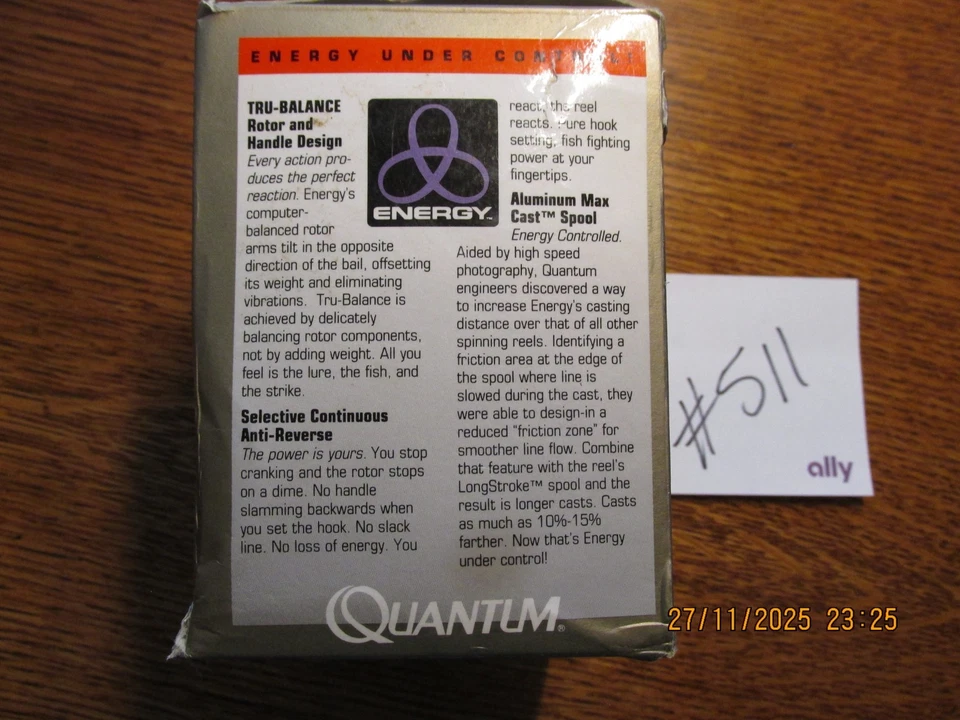 ENERGY UNDER CONTROL!
TRU-BALANCE
Rotor and
Handle Design
Every action pro-
duces the perfect
reaction. Energy's
computer-
balanced rotor
arms tilt in the opposite
direction of the bail, offsetting
its weight and eliminating
vibrations. Tru-Balance is
achieved by delicately
balancing rotor components,
not by adding weight. All you
feel is the lure, the fish, and
the strike.
Selective Continuous
Anti-Reverse
The power is yours. You stop
cranking and the rotor stops
on a dime. No handle
slamming backwards when
you set the hook. No slack
line. No loss of energy. You
ENERGY™
react, the reel
reacts. Pure hook
setting, fish fighting
power at your
fingertips.
Aluminum Max
Cast™ Spool
Energy Controlled.
Aided by high speed
photography, Quantum
engineers discovered a way
to increase Energy's casting
distance over that of all other
spinning reels. Identifying a
friction area at the edge of
the spool where line is
slowed during the cast, they
were able to design-in a
reduced "friction zone" for
smoother line flow. Combine
that feature with the reel's
LongStroke™ spool and the
result is longer casts. Casts
as much as 10%-15%
farther. Now that's Energy
under control!
QUANTUM®
#511
ally
27/11/2025 23:25